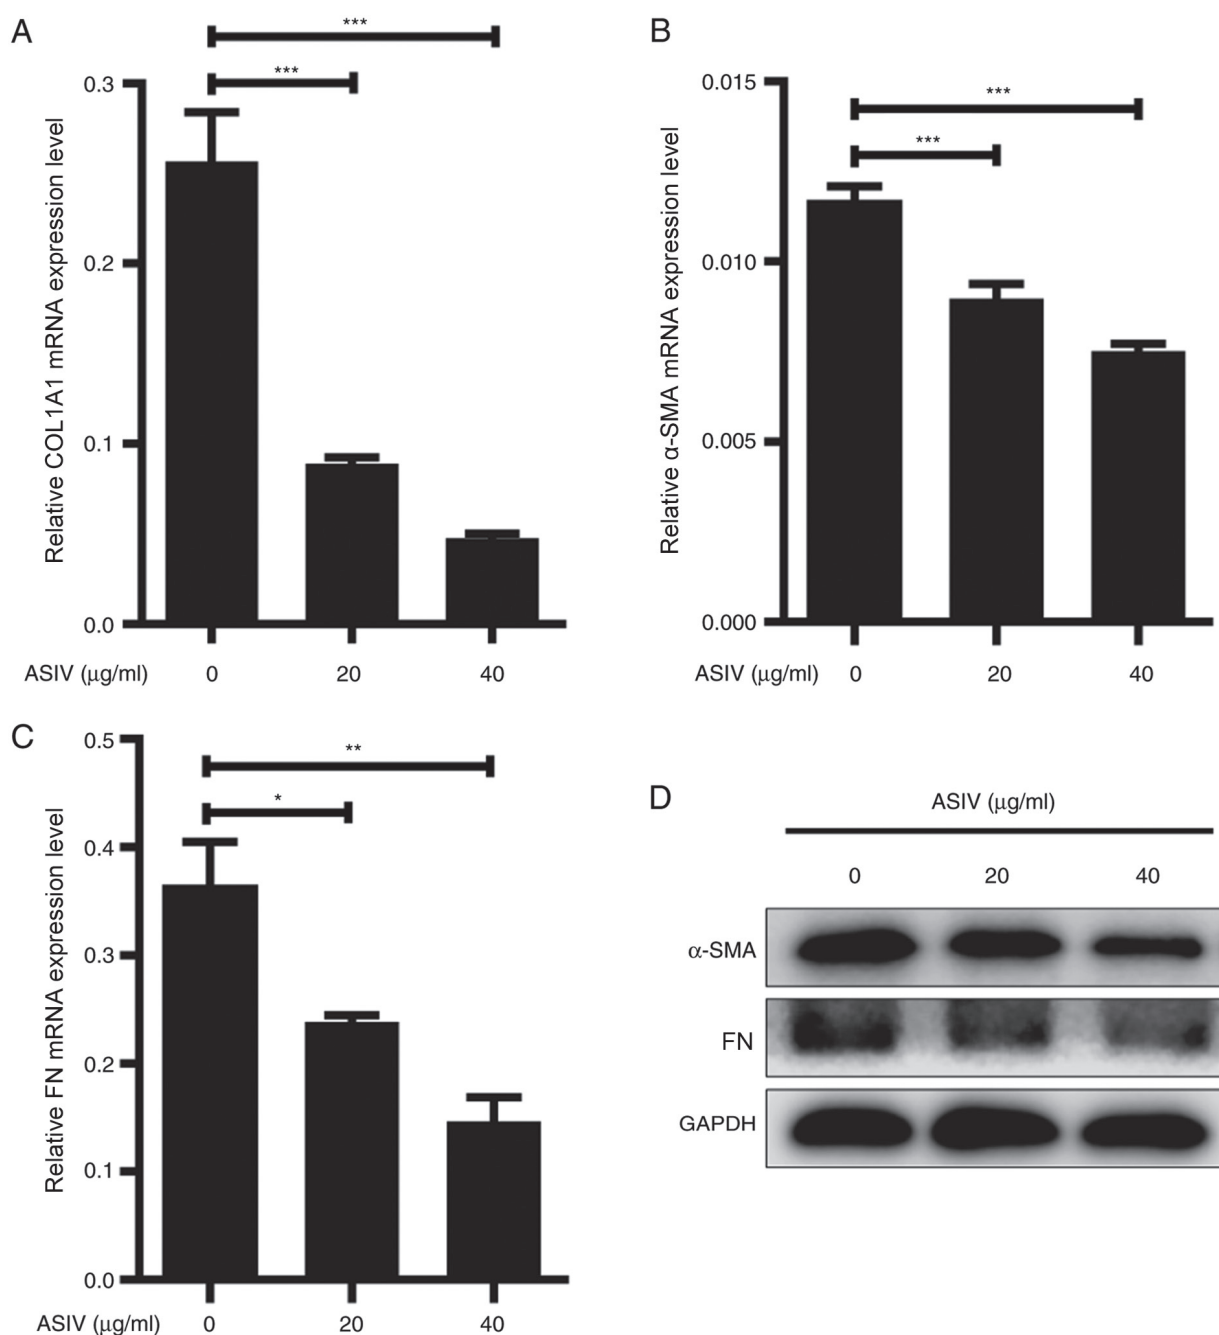 A
***
***
0.3
0.2
0.1
0.0
Relative COL1A1 mRNA expression level
ASIV (μg/ml) 0 20 40
B
***
***
0.015
0.010
0.005
0.000
Relative α-SMA mRNA expression level
ASIV (μg/ml) 0 20 40
C
**
*
0.5
0.4
0.3
0.2
0.1
0.0
Relative FN mRNA expression level
ASIV (μg/ml) 0 20 40
D
ASIV (μg/ml)
0 20 40
α-SMA
FN
GAPDH